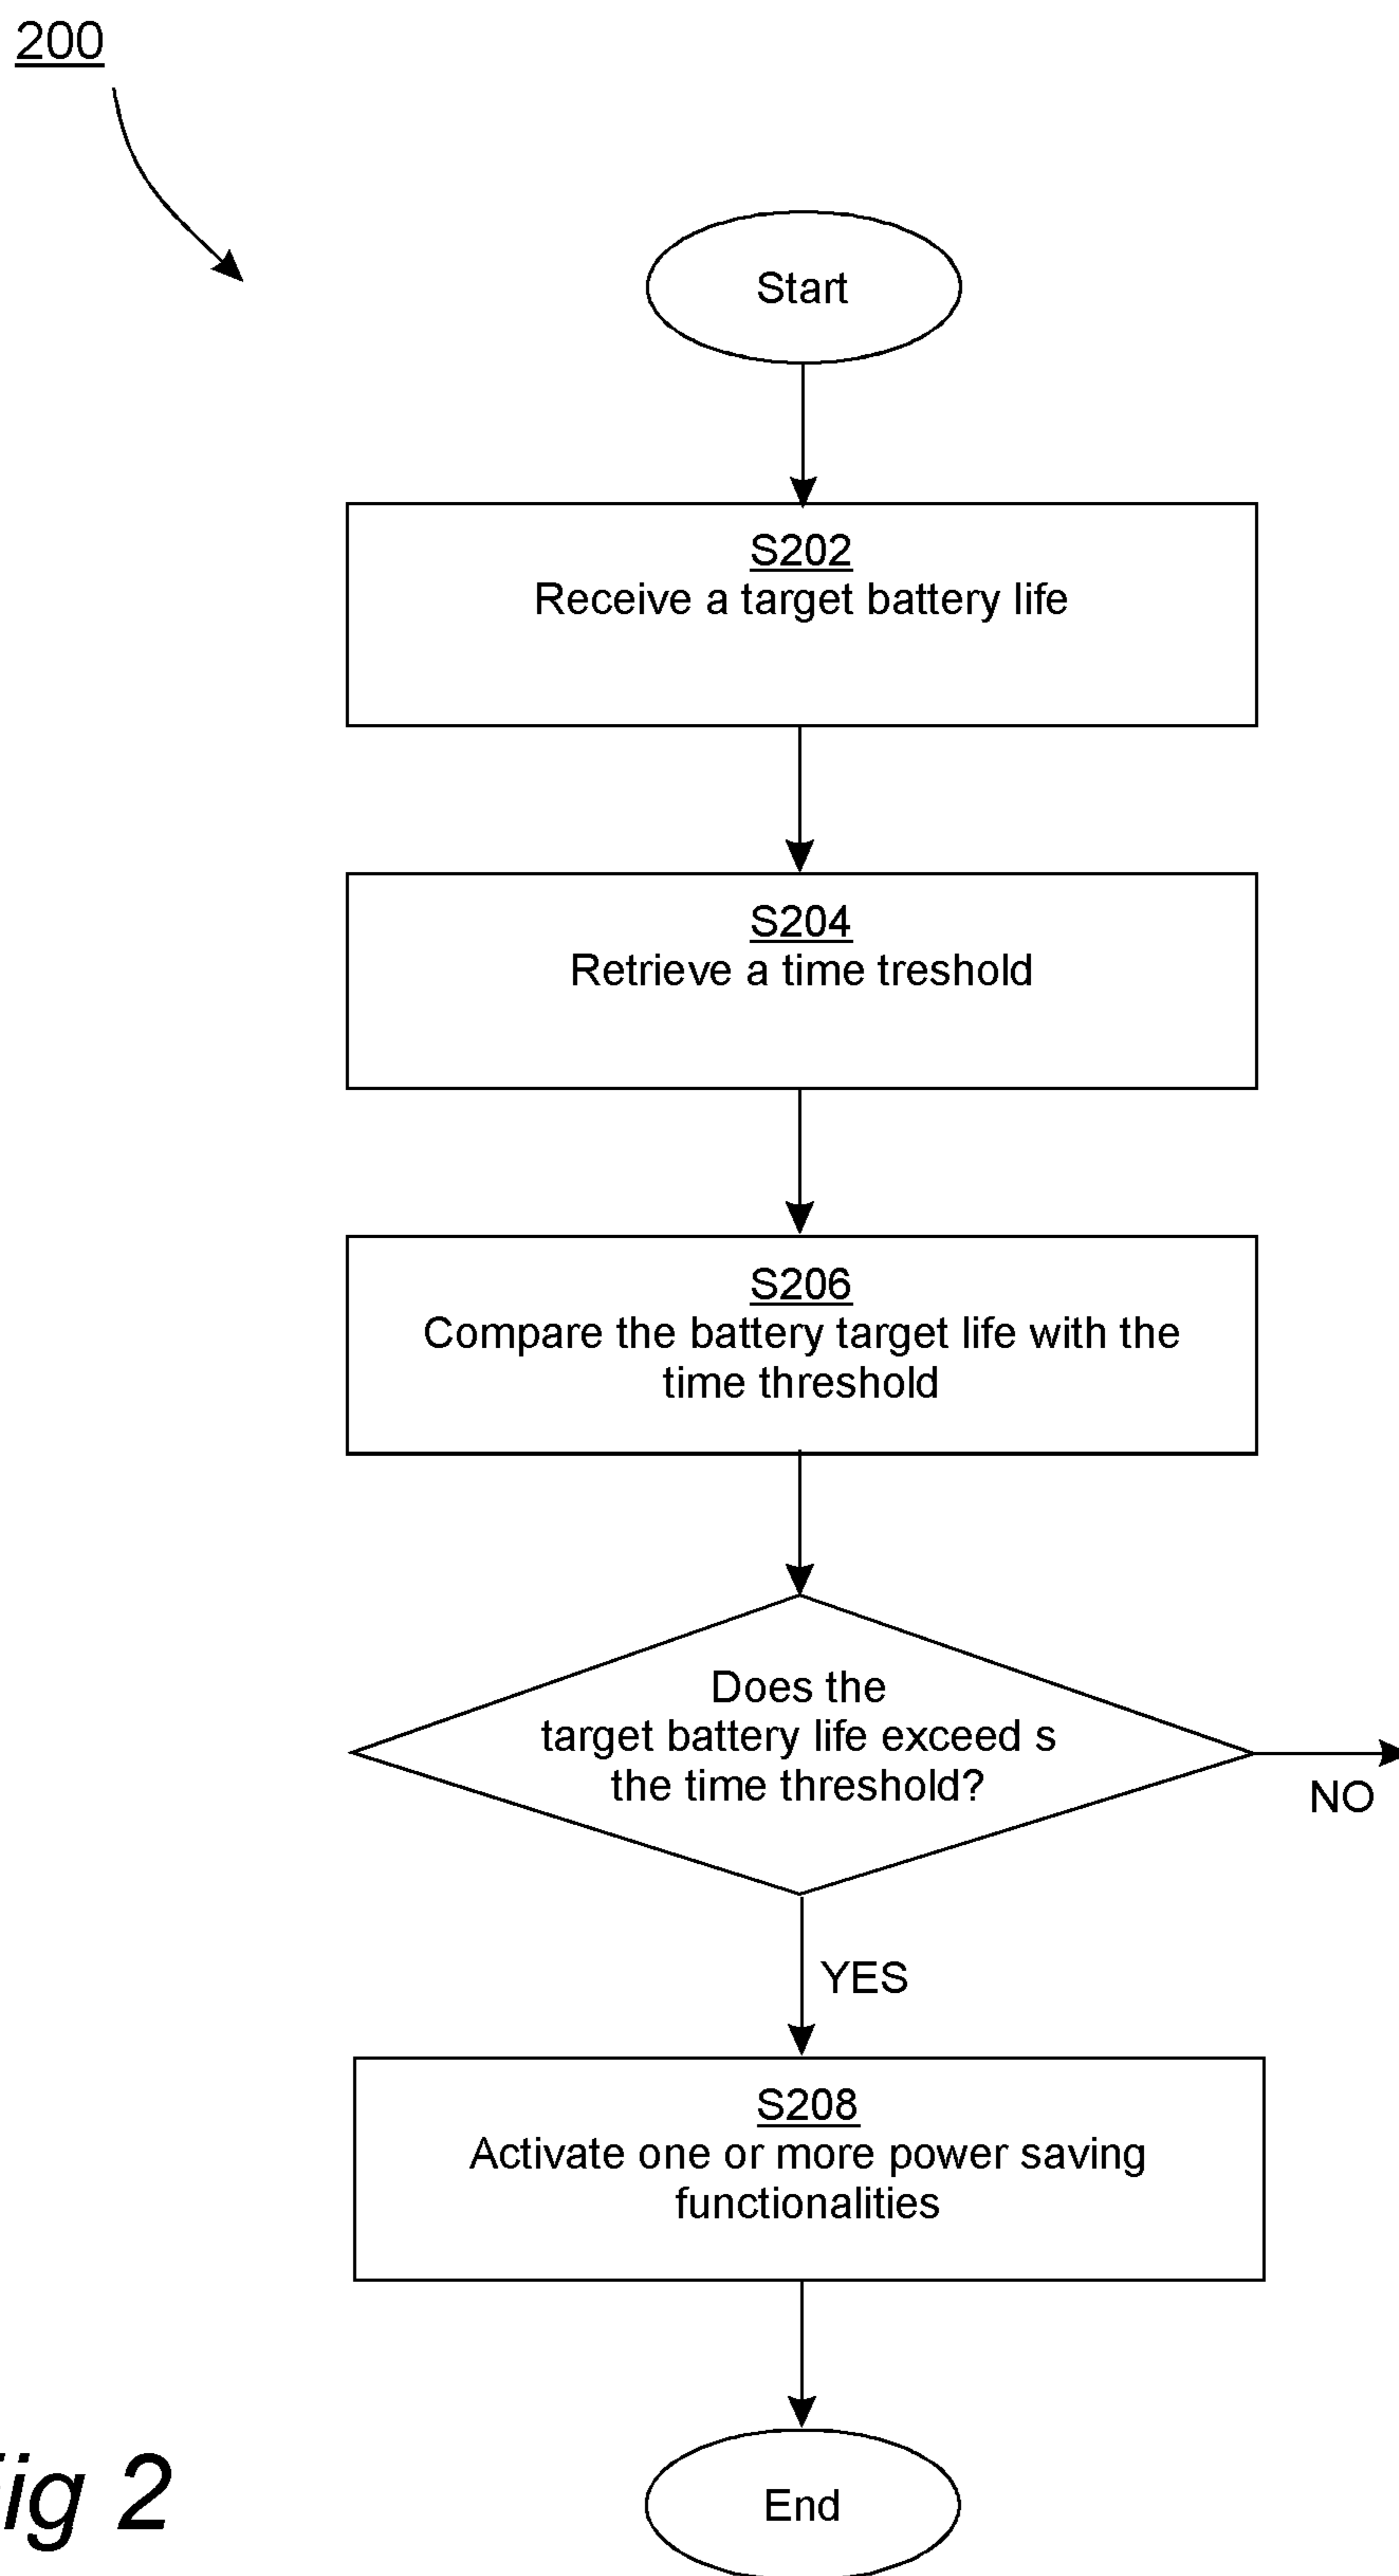 200
Start
S202
Receive a target battery life
S204
Retrieve a time treshold
S206
Compare the battery target life with the
time threshold
Does the
target battery life exceed s
the time threshold?
NO
YES
S208
Activate one or more power saving
functionalities
End
ig 2